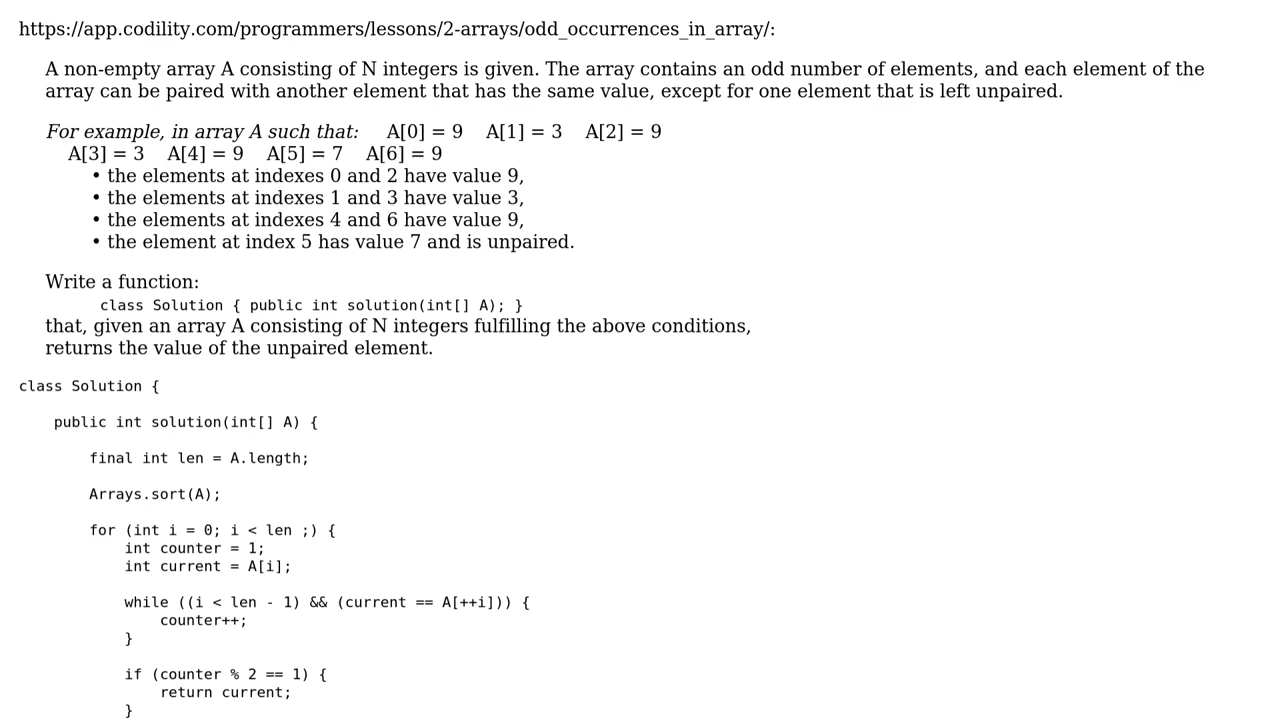 https://app.codility.com/programmers/lessons/2-arrays/odd_occurrences_in_array/:
A non-empty array A consisting of N integers is given. The array contains an odd number of elements, and each element of the
array can be paired with another element that has the same value, except for one element that is left unpaired.
For example, in array A such that: A[0] = 9 A[1] = 3 A[2] = 9
A[3] = 3 A[4] = 9 A[5] = 7 A[6] = 9
• the elements at indexes 0 and 2 have value 9,
• the elements at indexes 1 and 3 have value 3,
• the elements at indexes 4 and 6 have value 9,
• the element at index 5 has value 7 and is unpaired.
Write a function:
class Solution { public int solution(int[] A); }
that, given an array A consisting of N integers fulfilling the above conditions,
returns the value of the unpaired element.
class Solution {
public int solution(int[] A) {
final int len = A.length;
Arrays.sort(A);
for (int i = 0; i < len ;) {
int counter = 1;
int current = A[i];
while ((i < len - 1) && (current == A[++i])) {
counter++;
}
if (counter % 2 == 1) {
return current;
}